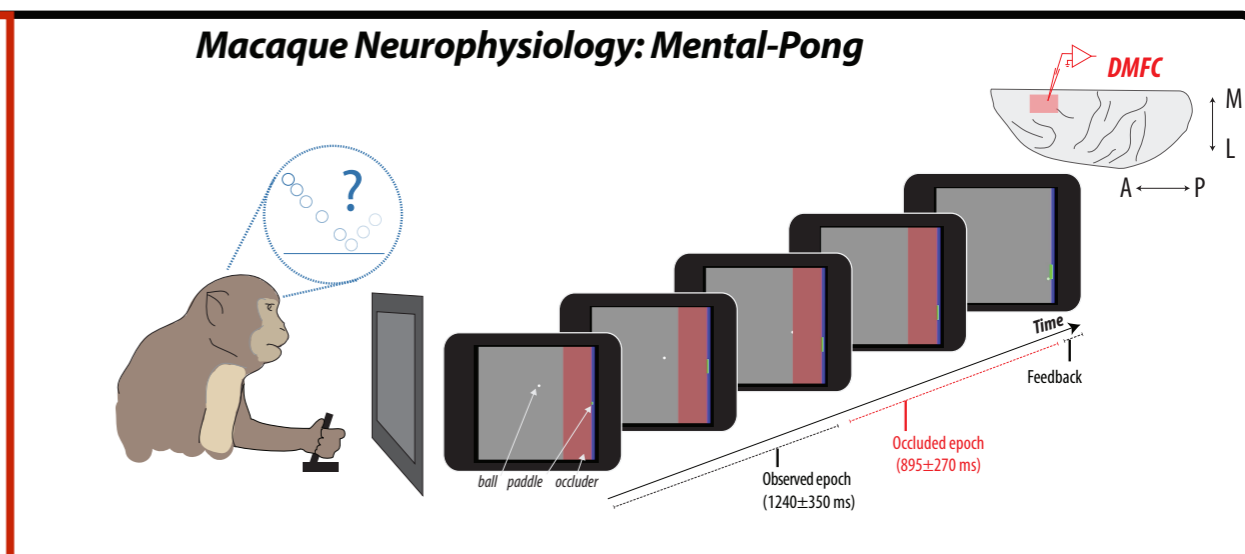 Macaque Neurophysiology: Mental-Pong
DMFC
M
L
A P
?
Time
Feedback
Occluded epoch
(895±270 ms)
Observed epoch
(1240±350 ms)
ball paddle occluder